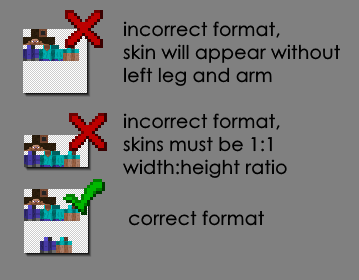 incorrect format,
skin will appear without
left leg and arm
incorrect format,
skins must be 1:1
width:height ratio
correct format